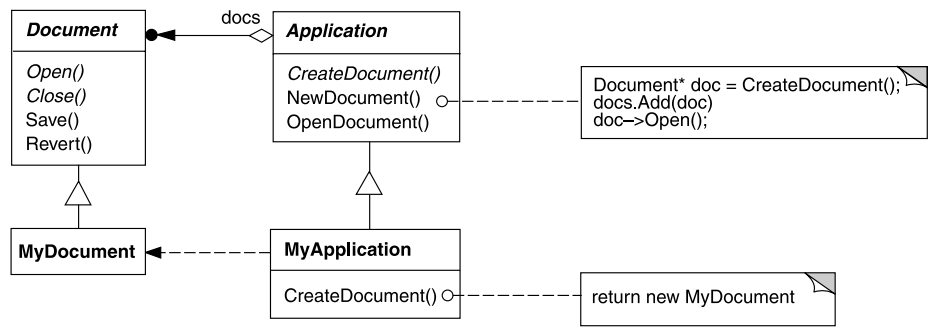 docs
Document
Open()
Close()
Save()
Revert()
Application
CreateDocument()
NewDocument()
OpenDocument()
Document* doc = CreateDocument();
docs.Add(doc)
doc—>Open();
MyDocument
MyApplication
CreateDocument()
return new MyDocument